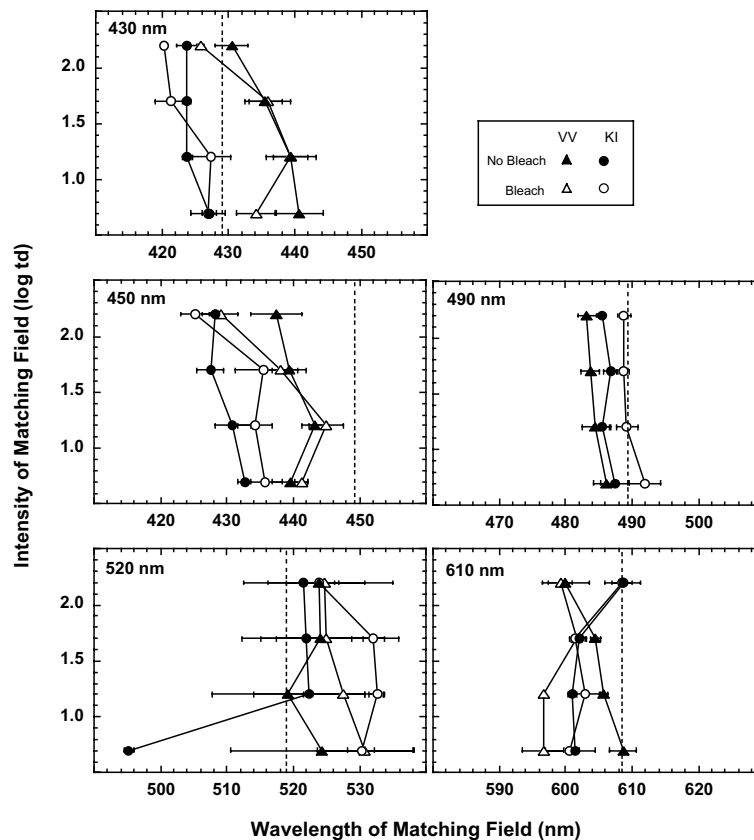 430 nm
2.0
1.5
1.0
420 430 440 450
VV KI
No Bleach
Bleach
Intensity of Matching Field (log td)
450 nm
2.0
1.5
1.0
420 430 440 450
490 nm
470 480 490 500
520 nm
2.0
1.5
1.0
500 510 520 530
610 nm
590 600 610 620
Wavelength of Matching Field (nm)